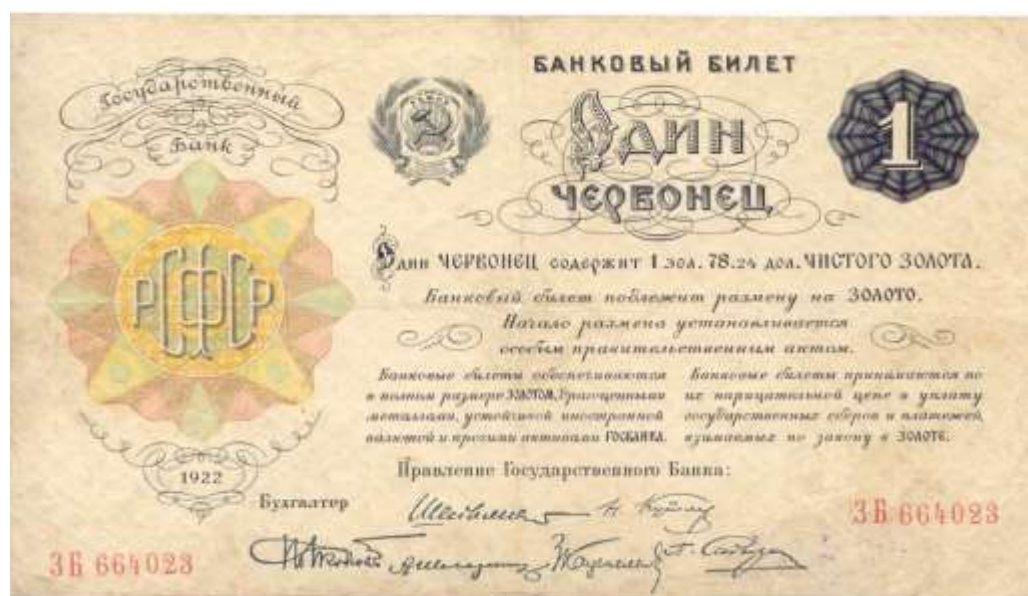 Государственный
Банк
РСФСР
1922
БАНКОВЫЙ БИЛЕТ
ОДИН
ЧЕРВОНЕЦ
1
Один ЧЕРВОНЕЦ содержит 1 зол. 78.24 дол. ЧИСТОГО ЗОЛОТА.
Банковый билет подлежит размену на ЗОЛОТО.
Начало размена устанавливается
особым правительственным актом.
Банковые билеты обеспечиваются
в полном размере ЗОЛОТОМ, драгоценными
металлами, устойчивой иностранной
валютой и прочими активами ГОСБАНКА.
Банковые билеты принимаются по
их нарицательной цене в уплату
государственных сборов и платежей,
взимаемых по закону в ЗОЛОТЕ.
Правление Государственного Банка:
Бухгалтер
ЗБ 664023
ЗБ 664023